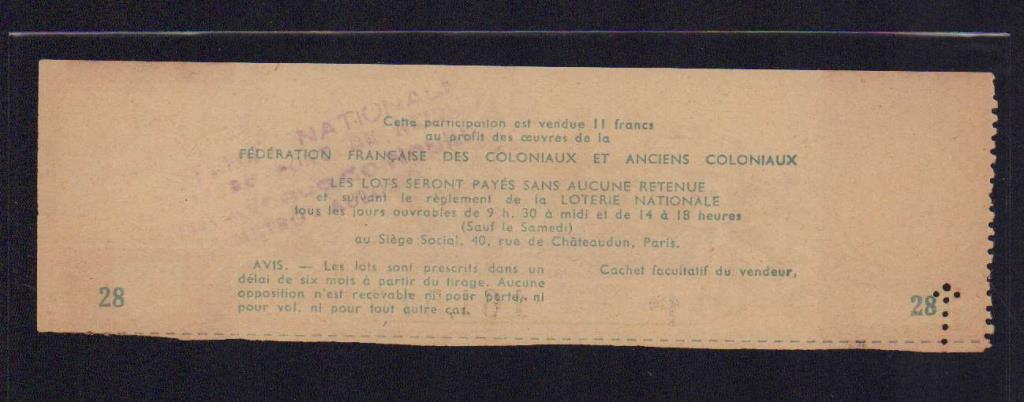 NATIONALE
Cette participation est vendue 11 francs
au profit des œuvres de la
FÉDÉRATION FRANÇAISE DES COLONIAUX ET ANCIENS COLONIAUX
LES LOTS SERONT PAYÉS SANS AUCUNE RETENUE
et suivant le règlement de la LOTERIE NATIONALE
tous les jours ouvrables de 9 h. 30 à midi et de 14 à 18 heures
(Sauf le Samedi)
au Siège Social, 40, rue de Châteaudun, Paris.
AVIS. — Les lots sont prescrits dans un
délai de six mois à partir du tirage. Aucune
opposition n'est recevable ni pour perte, ni
pour vol, ni pour tout autre cas.
Cachet facultatif du vendeur,
28
28